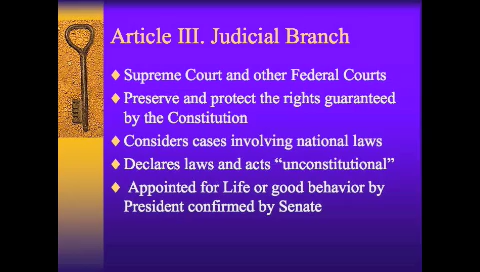 Article III. Judicial Branch
Supreme Court and other Federal Courts
Preserve and protect the rights guaranteed
by the Constitution
Considers cases involving national laws
Declares laws and acts “unconstitutional”
Appointed for Life or good behavior by
President confirmed by Senate